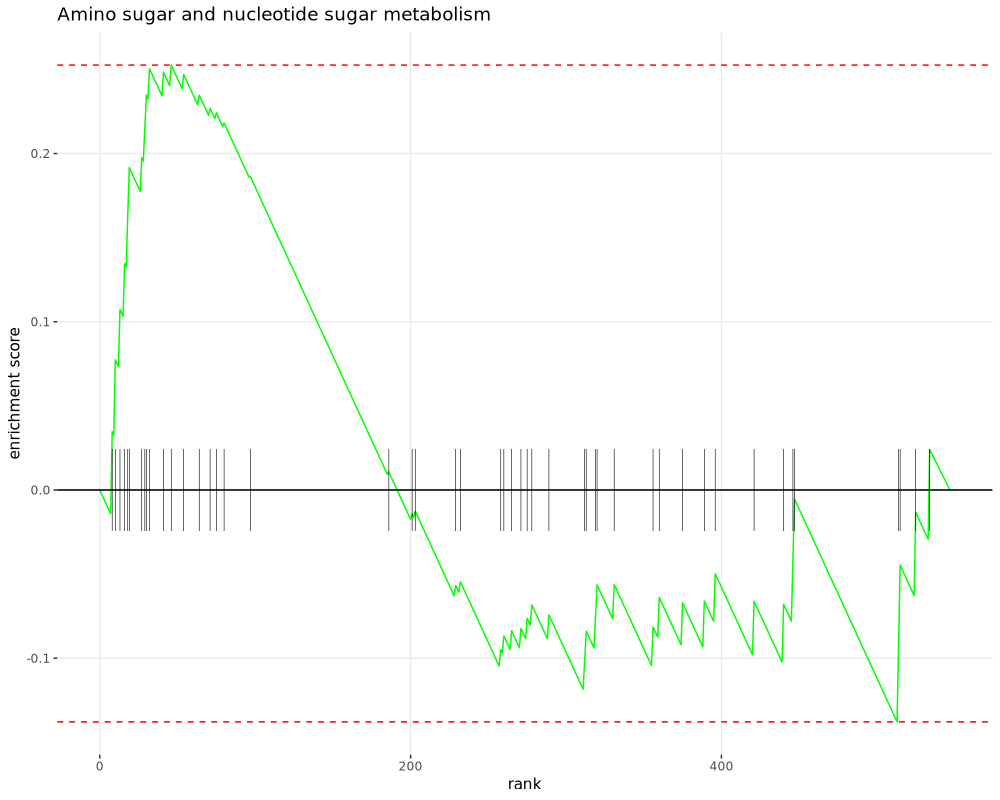 Amino sugar and nucleotide sugar metabolism
enrichment score
0.2
0.1
0.0
-0.1
0
200
400
rank